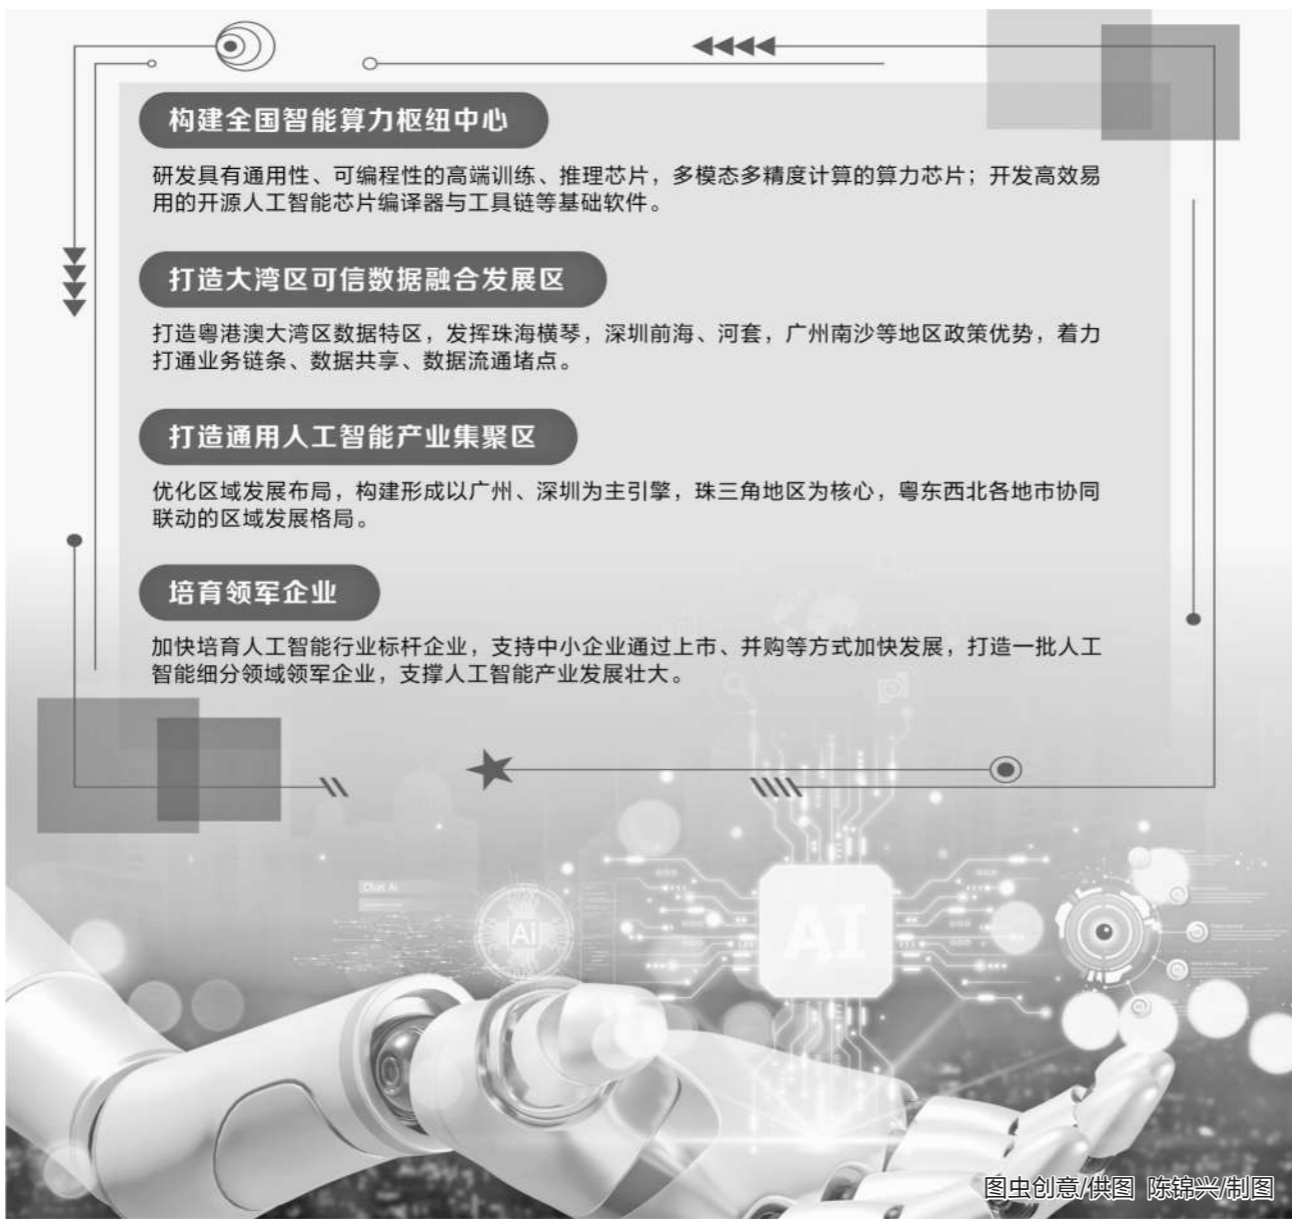 构建全国智能算力枢纽中心
研发具有通用性、可编程性的高端训练、推理芯片，多模态多精度计算的算力芯片；开发高效易
用的开源人工智能芯片编译器与工具链等基础软件。
打造大湾区可信数据融合发展区
打造粤港澳大湾区数据特区，发挥珠海横琴，深圳前海、河套，广州南沙等地区政策优势，着力
打通业务链条、数据共享、数据流通堵点。
打造通用人工智能产业集聚区
优化区域发展布局，构建形成以广州、深圳为主引擎，珠三角地区为核心，粤东西北各地市协同
联动的区域发展格局。
培育领军企业
加快培育人工智能行业标杆企业，支持中小企业通过上市、并购等方式加快发展，打造一批人工
智能细分领域领军企业，支撑人工智能产业发展壮大。
Chat Ai
Ai
AI
图虫创意/供图 陈锦兴/制图